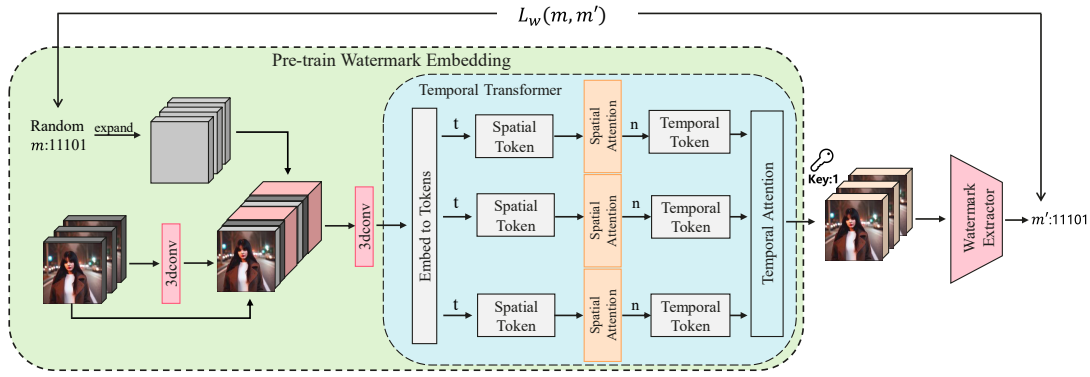 L_w(m, m′)
Pre-train Watermark Embedding
Temporal Transformer
Random
m:11101
expand
3dconv
3dconv
Embed to Tokens
t
Spatial
Token
Spatial
Attention
n
Temporal
Token
t
Spatial
Token
Spatial
Attention
n
Temporal
Token
t
Spatial
Token
Spatial
Attention
n
Temporal
Token
Temporal Attention
Key:1
Watermark
Extractor
m′:11101